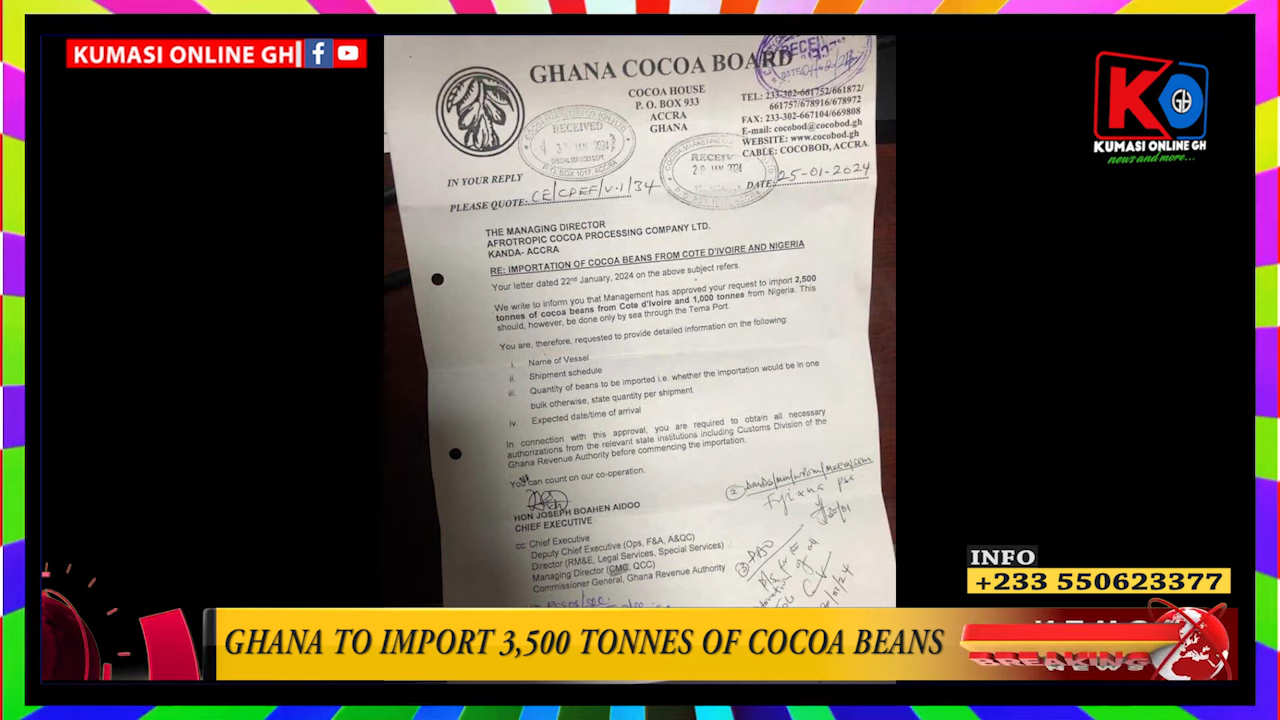 KUMASI ONLINE GH
KO
GH
KUMASI ONLINE GH
news and more...
GHANA COCOA BOARD
COCOA HOUSE
P. O. BOX 933
ACCRA
GHANA
TEL: 233-302-661752/661872/
661757/678916/678972
FAX: 233-302-667104/669808
E-mail: cocobod@cocobod.gh
WEBSITE: www.cocobod.gh
CABLE: COCOBOD, ACCRA
RECEIVED
JAN 2024
P. O. BOX 1017, ACCRA
JAN 2024
IN YOUR REPLY
PLEASE QUOTE:
DATE: 25-01-2024
THE MANAGING DIRECTOR
AFROTROPIC COCOA PROCESSING COMPANY LTD.
KANDA- ACCRA
RE: IMPORTATION OF COCOA BEANS FROM COTE D'IVOIRE AND NIGERIA
Your letter dated 22nd January, 2024 on the above subject refers.
We write to inform you that Management has approved your request to import 2,500
tonnes of cocoa beans from Cote d'Ivoire and 1,000 tonnes from Nigeria. This
should, however, be done only by sea through the Tema Port.
You are, therefore, requested to provide detailed information on the following:
i. Name of Vessel
ii. Shipment schedule
iii. Quantity of beans to be imported i.e. whether the importation would be in one
bulk otherwise, state quantity per shipment
iv. Expected date/time of arrival
In connection with this approval, you are required to obtain all necessary
authorizations from the relevant state institutions including Customs Division of the
Ghana Revenue Authority before commencing the importation.
You can count on our co-operation.
HON JOSEPH BOAHEN AIDOO
CHIEF EXECUTIVE
cc: Chief Executive
Deputy Chief Executive (Ops, F&A, A&QC)
Director (RM&E, Legal Services, Special Services)
Managing Director (CMC, QCC)
Commissioner General, Ghana Revenue Authority
INFO
+233 550623377
GHANA TO IMPORT 3,500 TONNES OF COCOA BEANS
BREAKING
NEWS